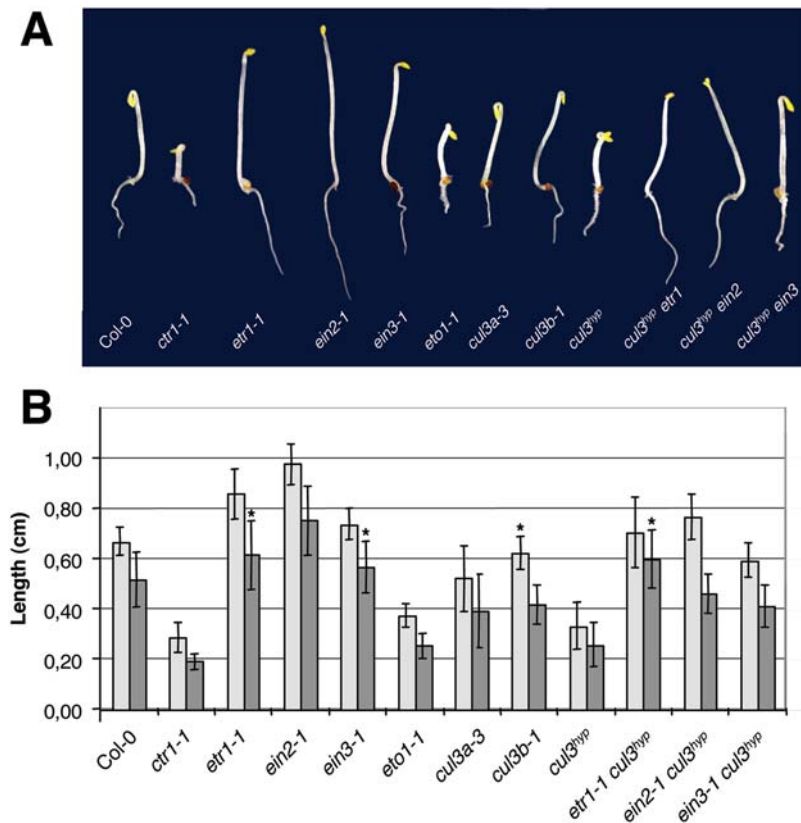 A
Col-0
ctr1-1
etr1-1
ein2-1
ein3-1
eto1-1
cul3a-3
cul3b-1
cul3hyp
cul3hyp etr1
cul3hyp ein2
cul3hyp ein3
B
Length (cm)
1,00
0,80
0,60
0,40
0,20
0,00
*
*
*
*
Col-0
ctr1-1
etr1-1
ein2-1
ein3-1
eto1-1
cul3a-3
cul3b-1
cul3hyp
etr1-1 cul3hyp
ein2-1 cul3hyp
ein3-1 cul3hyp